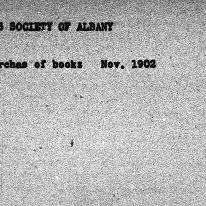 S SOCIETY OF ALBANY
rchas of books Nov. 1902